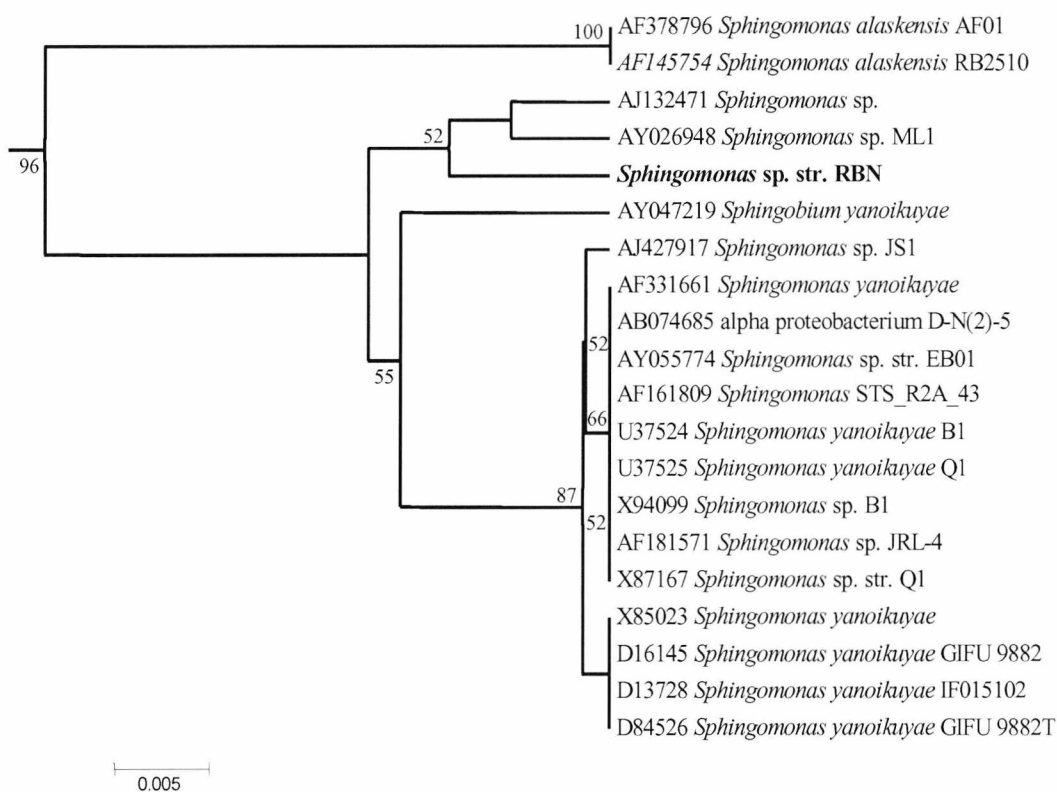 100
AF378796 Sphingomonas alaskensis AF01
AF145754 Sphingomonas alaskensis RB2510
AJ132471 Sphingomonas sp.
52
AY026948 Sphingomonas sp. ML1
96
Sphingomonas sp. str. RBN
AY047219 Sphingobium yanoikuyae
AJ427917 Sphingomonas sp. JS1
AF331661 Sphingomonas yanoikuyae
AB074685 alpha proteobacterium D-N(2)-5
52
AY055774 Sphingomonas sp. str. EB01
55
AF161809 Sphingomonas STS_R2A_43
66
U37524 Sphingomonas yanoikuyae B1
U37525 Sphingomonas yanoikuyae Q1
87
X94099 Sphingomonas sp. B1
52
AF181571 Sphingomonas sp. JRL-4
X87167 Sphingomonas sp. str. Q1
X85023 Sphingomonas yanoikuyae
D16145 Sphingomonas yanoikuyae GIFU 9882
D13728 Sphingomonas yanoikuyae IF015102
D84526 Sphingomonas yanoikuyae GIFU 9882T
0.005